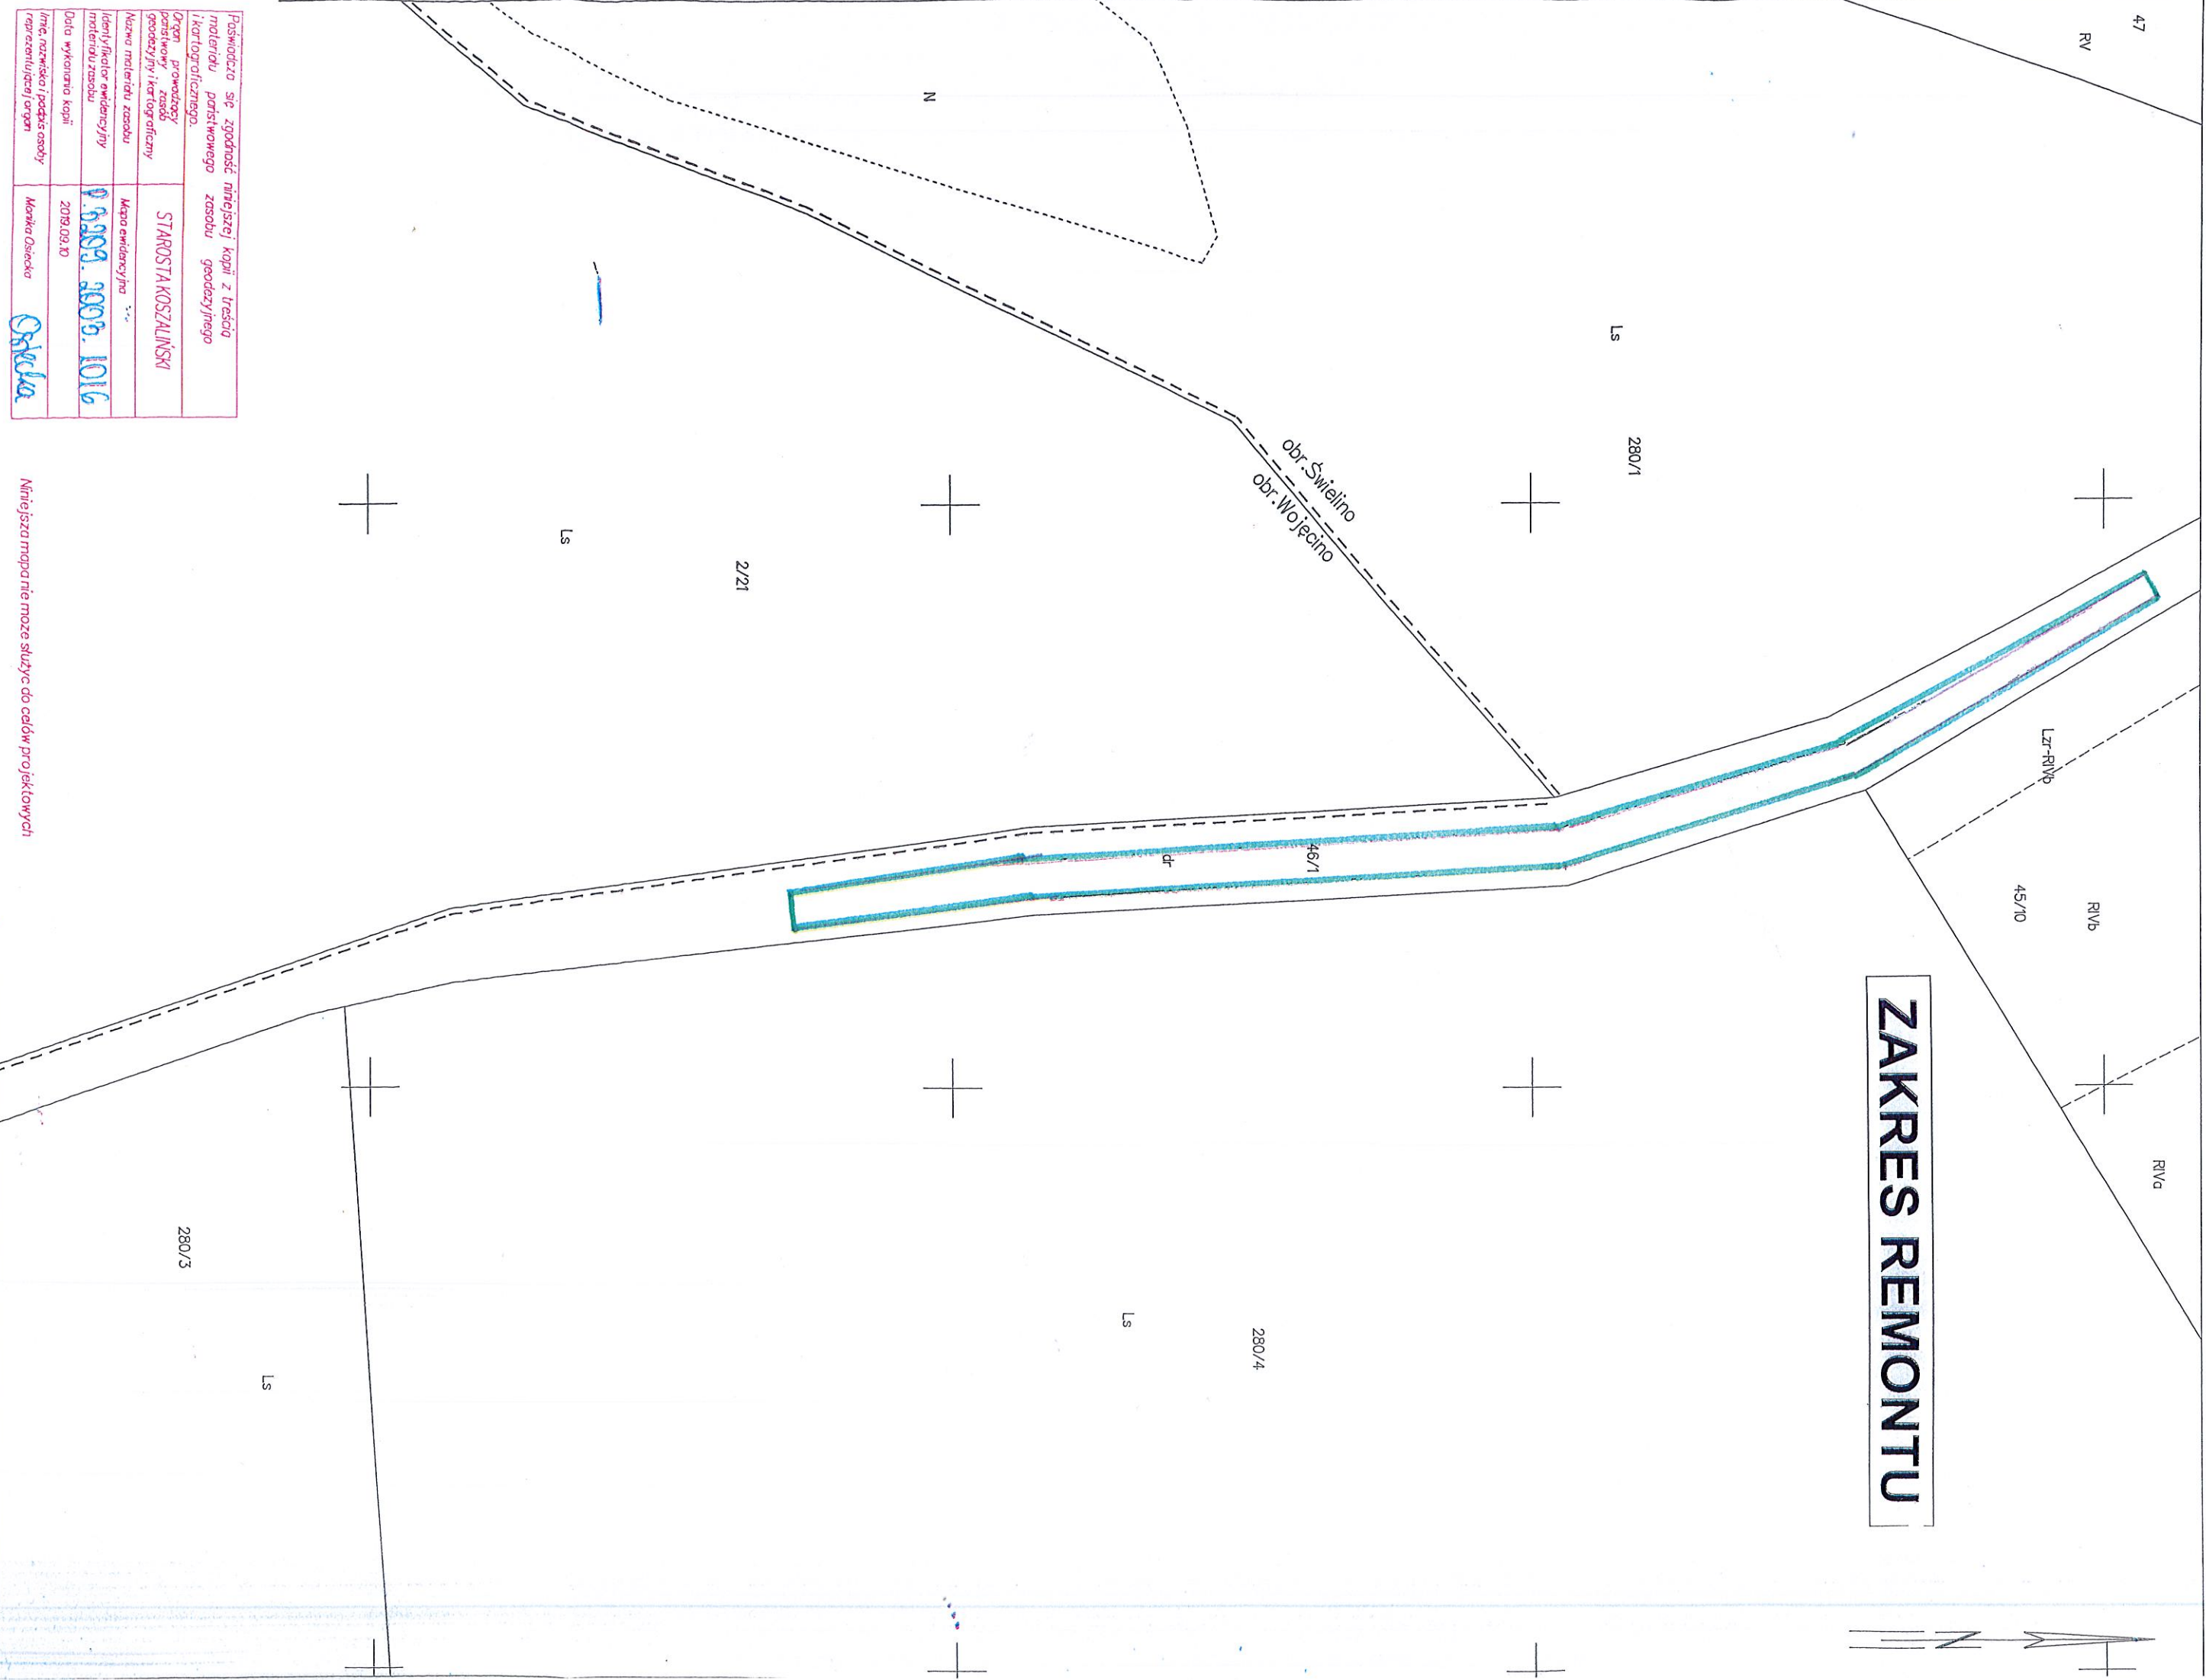 47
RV
N
Ls
280/1
obr.Świelino
obr.Wojęcino
Ls
2/21
Lzr-RIVb
46/1
dr
45/10
RIVb
RIVa
ZAKRES REMONTU
280/3
Ls
Ls
280/4
N
Poświadcza się zgodność niniejszej kopii z treścią
materiału państwowego zasobu geodezyjnego
i kartograficznego.
Organ prowadzący
państwowy zasób
geodezyjny i kartograficzny
STAROSTA KOSZALIŃSKI
Nazwa materiału zasobu
Mapa ewidencyjna
Identyfikator ewidencyjny
materiału zasobu
P.3209.2003.1016
Data wykonania kopii
2019.09.10
Imię, nazwisko i podpis osoby
reprezentującej organ
Monika Osiecka
Osiecka
Niniejsza mapa nie może służyć do celów projektowych